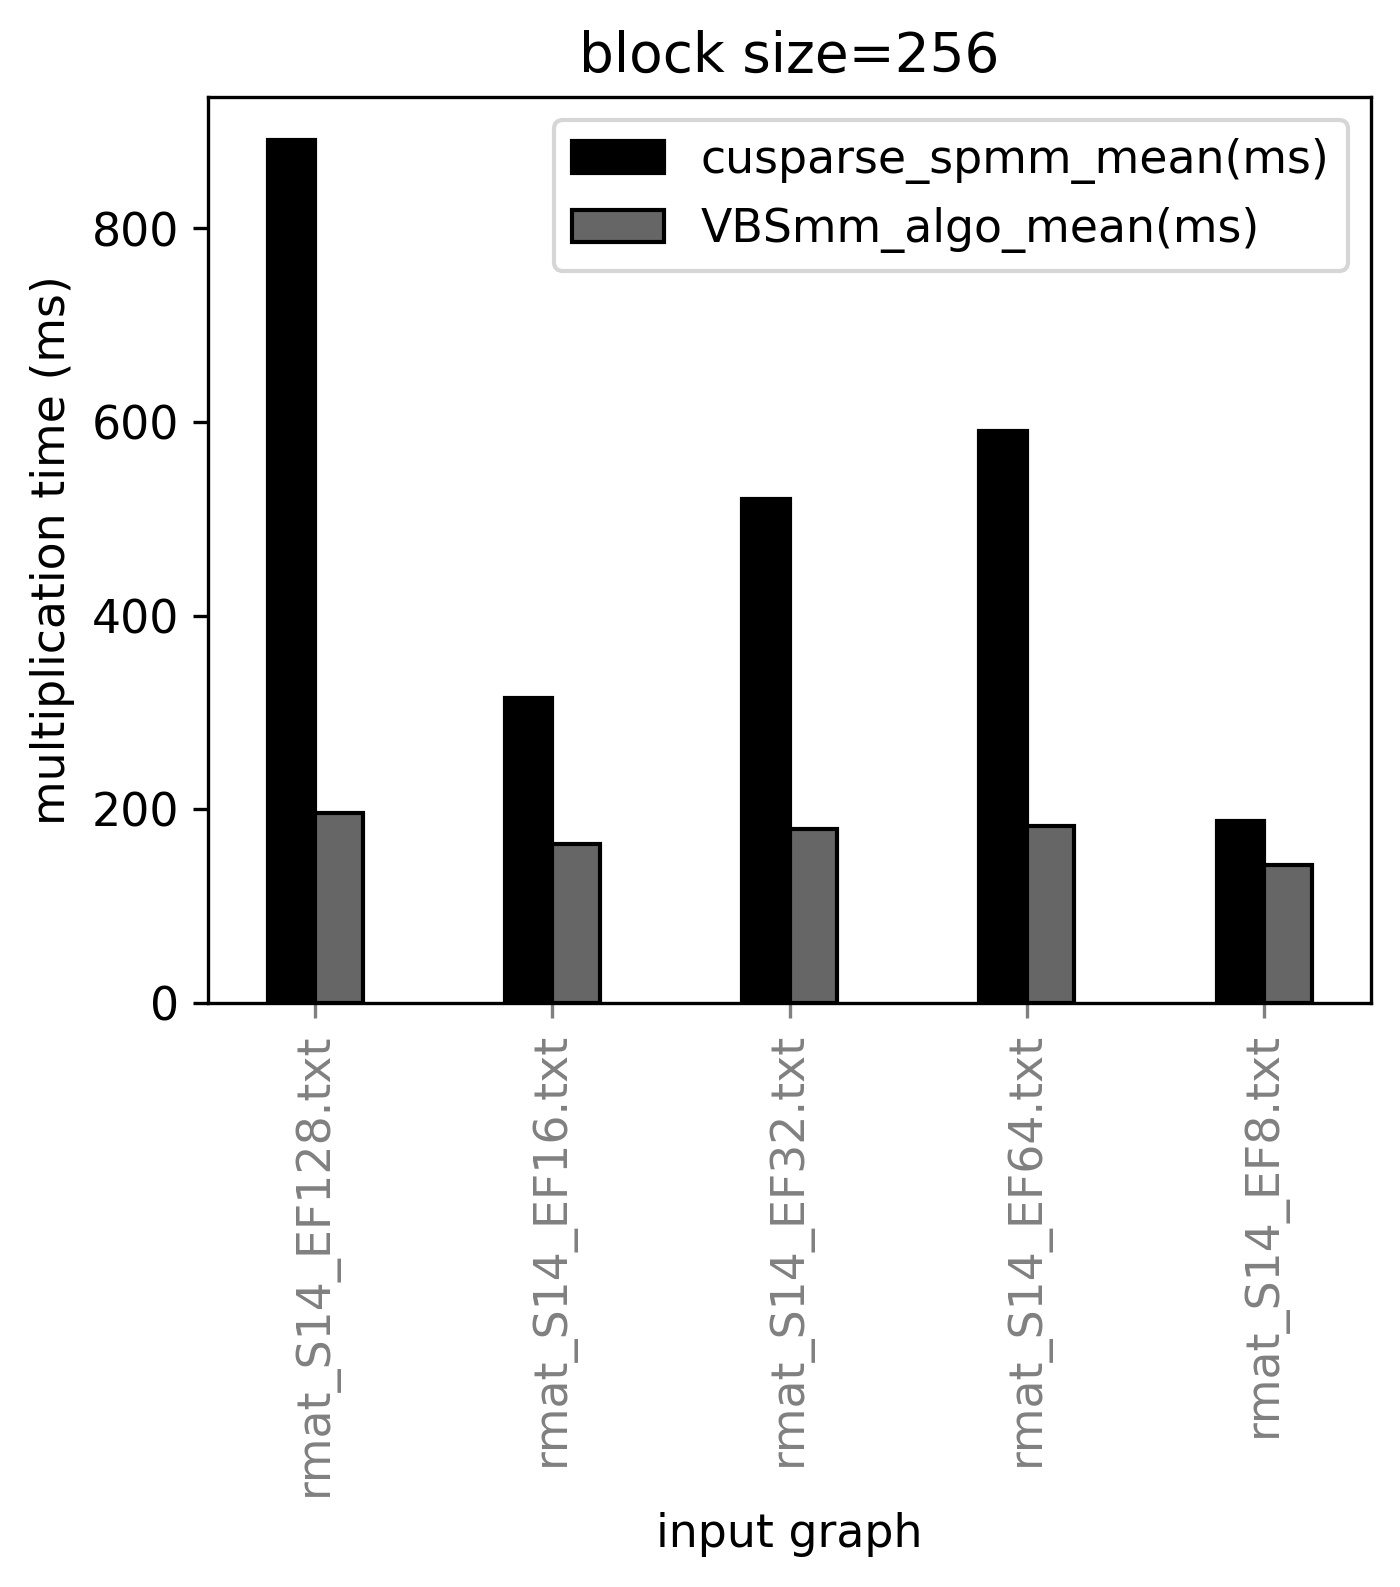 block size=256
cusparse_spmm_mean(ms)
VBSmm_algo_mean(ms)
multiplication time (ms)
800
600
400
200
0
rmat_S14_EF128.txt
rmat_S14_EF16.txt
rmat_S14_EF32.txt
rmat_S14_EF64.txt
rmat_S14_EF8.txt
input graph